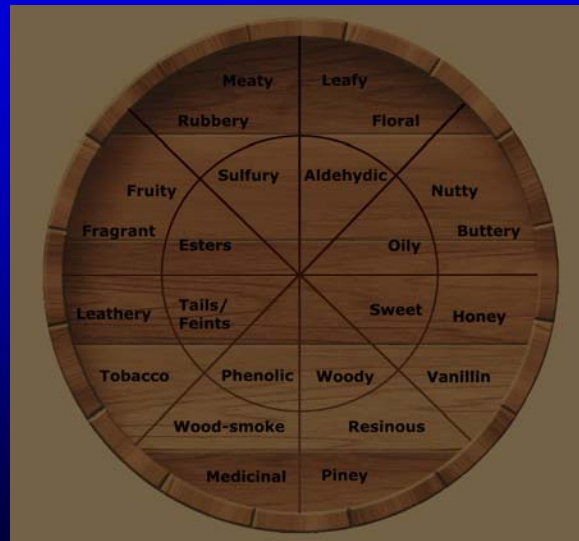 Meaty Leafy
Rubbery Floral
Sulfury Aldehydic
Fruity Nutty
Fragrant Buttery
Esters Oily
Leathery Tails/ Sweet Honey
Feints
Tobacco Phenolic Woody Vanillin
Wood-smoke Resinous
Medicinal Piney